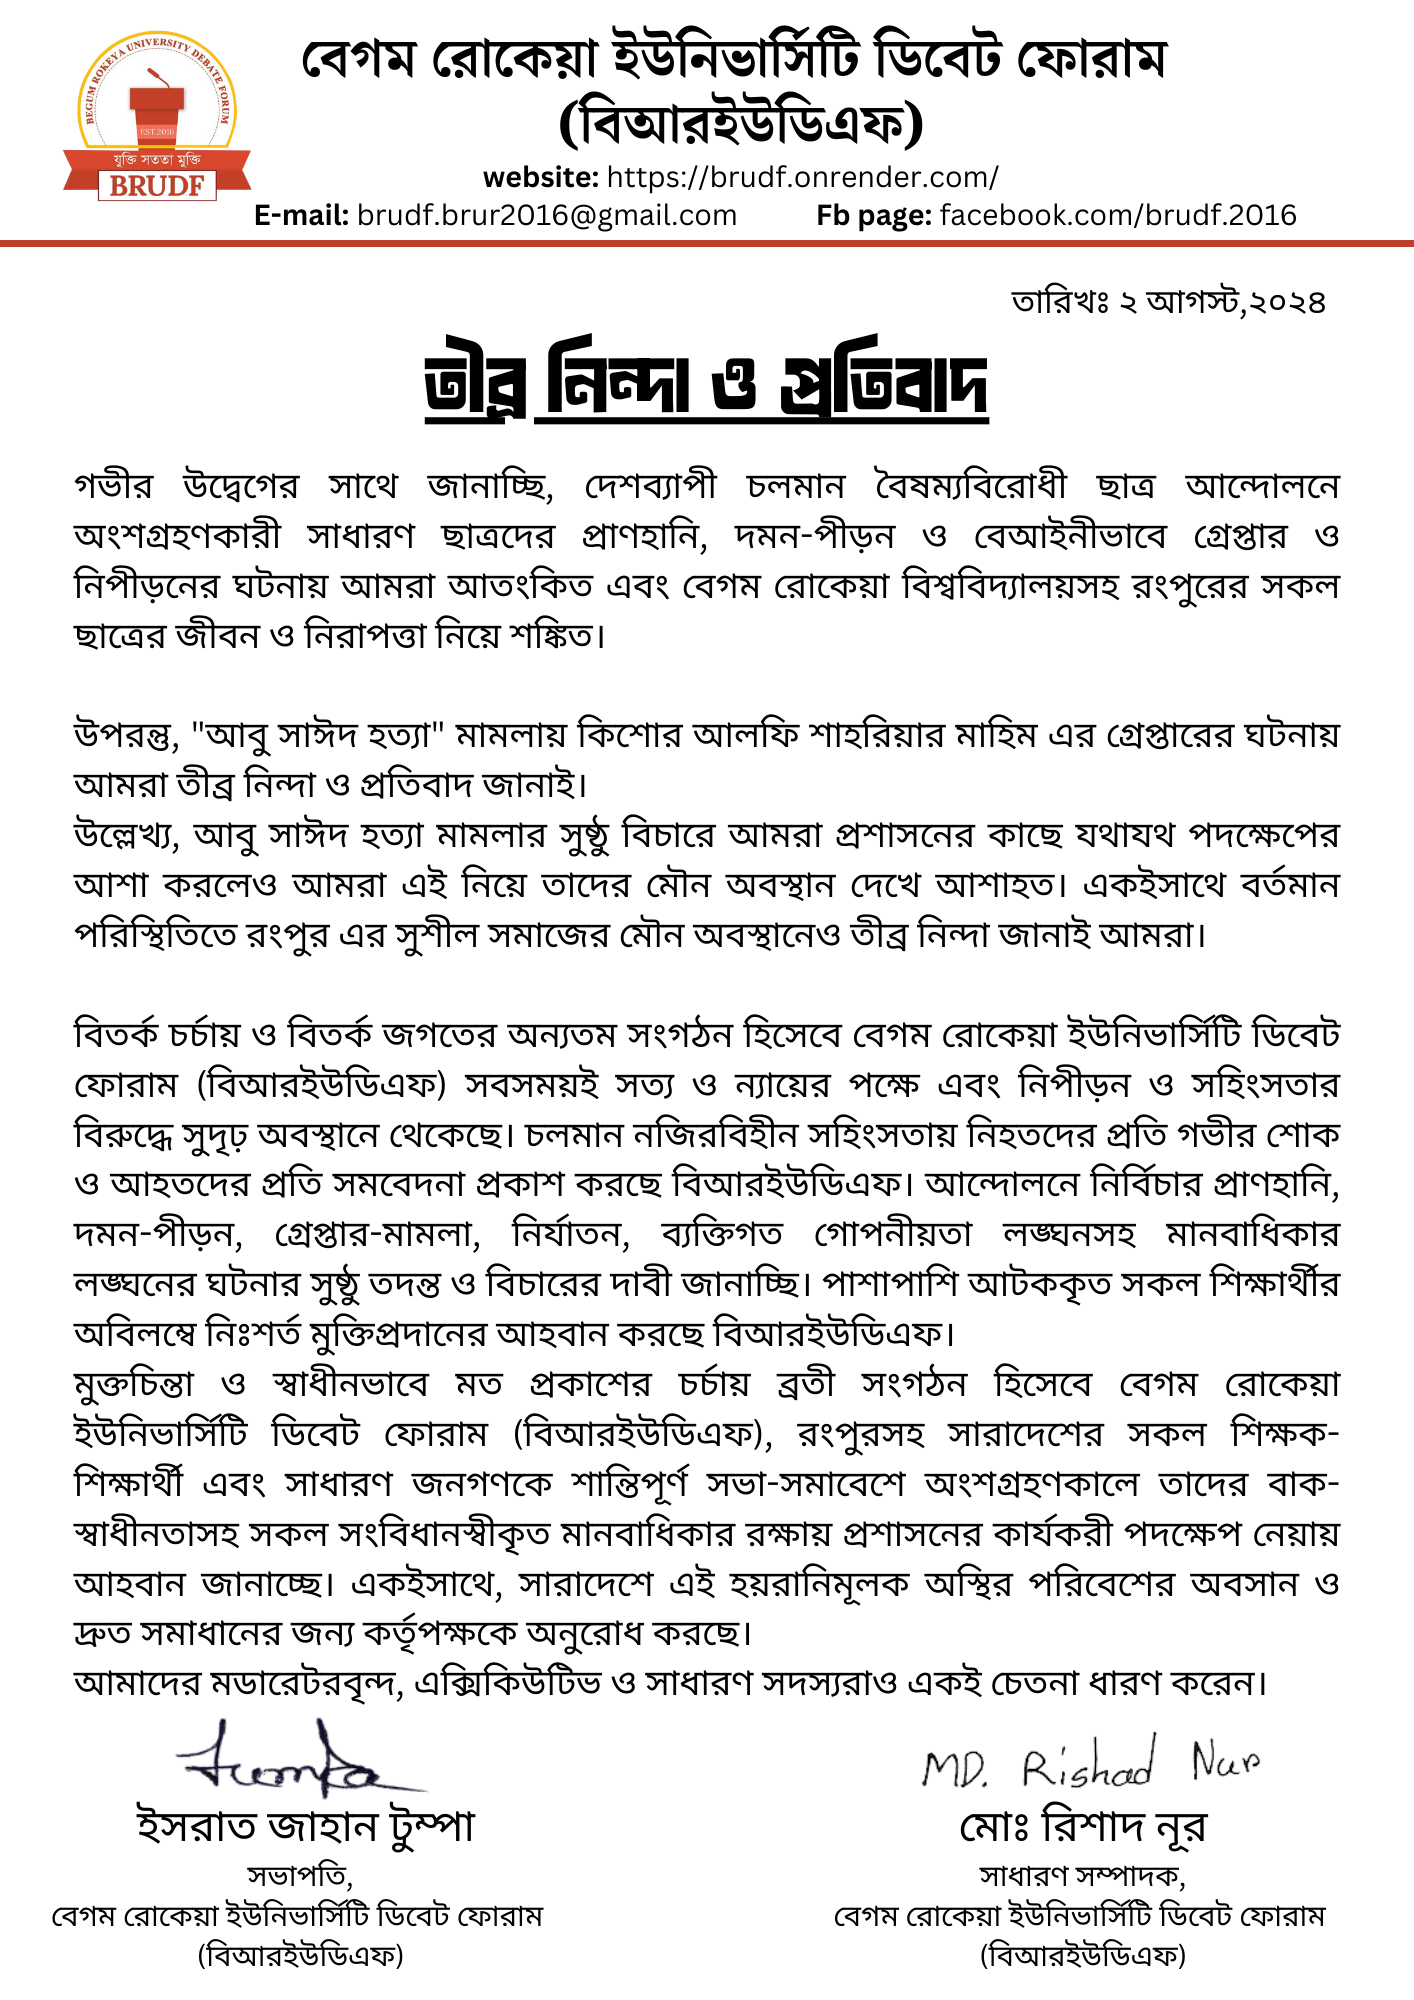 BEGUM ROKEYA UNIVERSITY DEBATE FORUM
EST.2016
যুক্তি সততা মুক্তি
BRUDF
বেগম রোকেয়া ইউনিভার্সিটি ডিবেট ফোরাম
(বিআরইউডিএফ)
website: https://brudf.onrender.com/
E-mail: brudf.brur2016@gmail.com Fb page: facebook.com/brudf.2016
তারিখঃ ২ আগস্ট,২০২৪
তীব্র নিন্দা ও প্রতিবাদ
গভীর উদ্বেগের সাথে জানাচ্ছি, দেশব্যাপী চলমান বৈষম্যবিরোধী ছাত্র আন্দোলনে
অংশগ্রহণকারী সাধারণ ছাত্রদের প্রাণহানি, দমন-পীড়ন ও বেআইনীভাবে গ্রেপ্তার ও
নিপীড়নের ঘটনায় আমরা আতংকিত এবং বেগম রোকেয়া বিশ্ববিদ্যালয়সহ রংপুরের সকল
ছাত্রের জীবন ও নিরাপত্তা নিয়ে শঙ্কিত।
উপরন্তু, "আবু সাঈদ হত্যা" মামলায় কিশোর আলফি শাহরিয়ার মাহিম এর গ্রেপ্তারের ঘটনায়
আমরা তীব্র নিন্দা ও প্রতিবাদ জানাই।
উল্লেখ্য, আবু সাঈদ হত্যা মামলার সুষ্ঠু বিচারে আমরা প্রশাসনের কাছে যথাযথ পদক্ষেপের
আশা করলেও আমরা এই নিয়ে তাদের মৌন অবস্থান দেখে আশাহত। একইসাথে বর্তমান
পরিস্থিতিতে রংপুর এর সুশীল সমাজের মৌন অবস্থানেও তীব্র নিন্দা জানাই আমরা।
বিতর্ক চর্চায় ও বিতর্ক জগতের অন্যতম সংগঠন হিসেবে বেগম রোকেয়া ইউনিভার্সিটি ডিবেট
ফোরাম (বিআরইউডিএফ) সবসময়ই সত্য ও ন্যায়ের পক্ষে এবং নিপীড়ন ও সহিংসতার
বিরুদ্ধে সুদৃঢ় অবস্থানে থেকেছে। চলমান নজিরবিহীন সহিংসতায় নিহতদের প্রতি গভীর শোক
ও আহতদের প্রতি সমবেদনা প্রকাশ করছে বিআরইউডিএফ। আন্দোলনে নির্বিচার প্রাণহানি,
দমন-পীড়ন, গ্রেপ্তার-মামলা, নির্যাতন, ব্যক্তিগত গোপনীয়তা লঙ্ঘনসহ মানবাধিকার
লঙ্ঘনের ঘটনার সুষ্ঠু তদন্ত ও বিচারের দাবী জানাচ্ছি। পাশাপাশি আটককৃত সকল শিক্ষার্থীর
অবিলম্বে নিঃশর্ত মুক্তিপ্রদানের আহবান করছে বিআরইউডিএফ।
মুক্তচিন্তা ও স্বাধীনভাবে মত প্রকাশের চর্চায় ব্রতী সংগঠন হিসেবে বেগম রোকেয়া
ইউনিভার্সিটি ডিবেট ফোরাম (বিআরইউডিএফ), রংপুরসহ সারাদেশের সকল শিক্ষক-
শিক্ষার্থী এবং সাধারণ জনগণকে শান্তিপূর্ণ সভা-সমাবেশে অংশগ্রহণকালে তাদের বাক-
স্বাধীনতাসহ সকল সংবিধানস্বীকৃত মানবাধিকার রক্ষায় প্রশাসনের কার্যকরী পদক্ষেপ নেয়ায়
আহবান জানাচ্ছে। একইসাথে, সারাদেশে এই হয়রানিমূলক অস্থির পরিবেশের অবসান ও
দ্রুত সমাধানের জন্য কর্তৃপক্ষকে অনুরোধ করছে।
আমাদের মডারেটরবৃন্দ, এক্সিকিউটিভ ও সাধারণ সদস্যরাও একই চেতনা ধারণ করেন।
Tumpa MD. Rishad Nur
ইসরাত জাহান টুম্পা মোঃ রিশাদ নূর
সভাপতি, সাধারণ সম্পাদক,
বেগম রোকেয়া ইউনিভার্সিটি ডিবেট ফোরাম বেগম রোকেয়া ইউনিভার্সিটি ডিবেট ফোরাম
(বিআরইউডিএফ) (বিআরইউডিএফ)